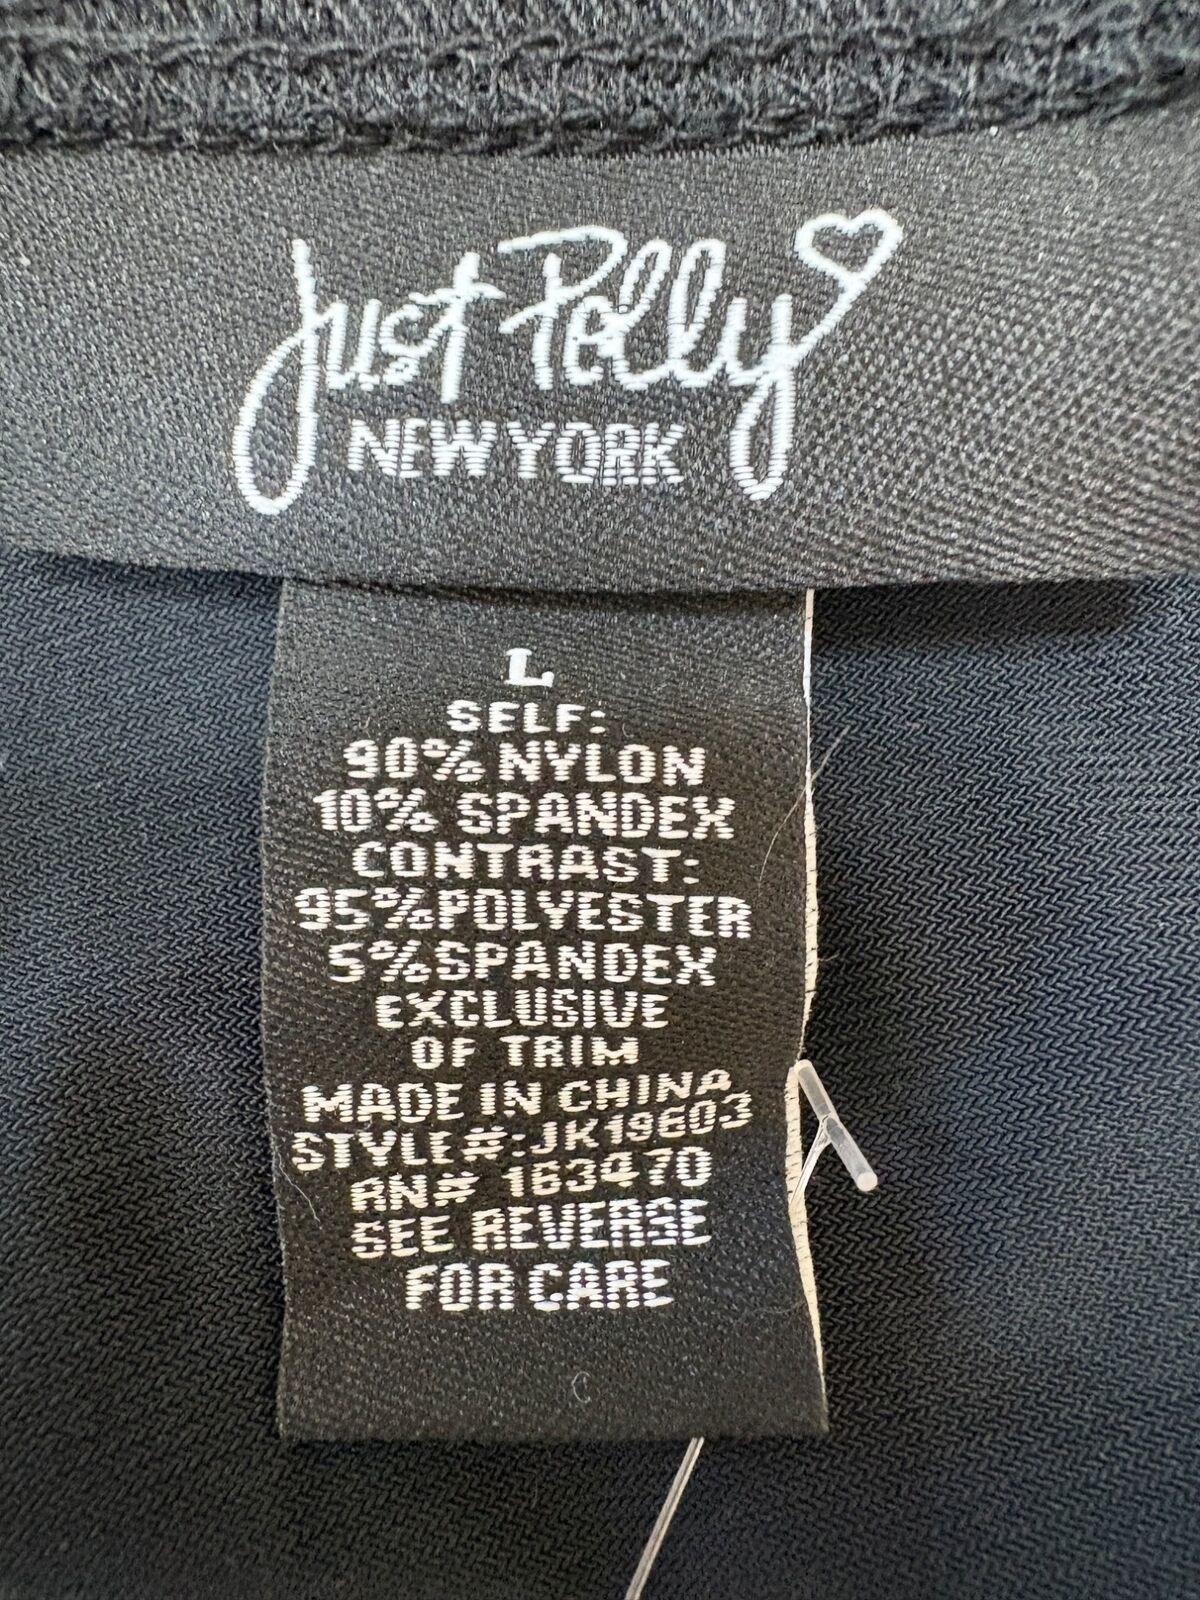 Just Polly
NEW YORK
L
SELF:
90% NYLON
10% SPANDEX
CONTRAST:
95% POLYESTER
5% SPANDEX
EXCLUSIVE
OF TRIM
MADE IN CHINA
STYLE#: JK19603
RN# 163470
SEE REVERSE
FOR CARE